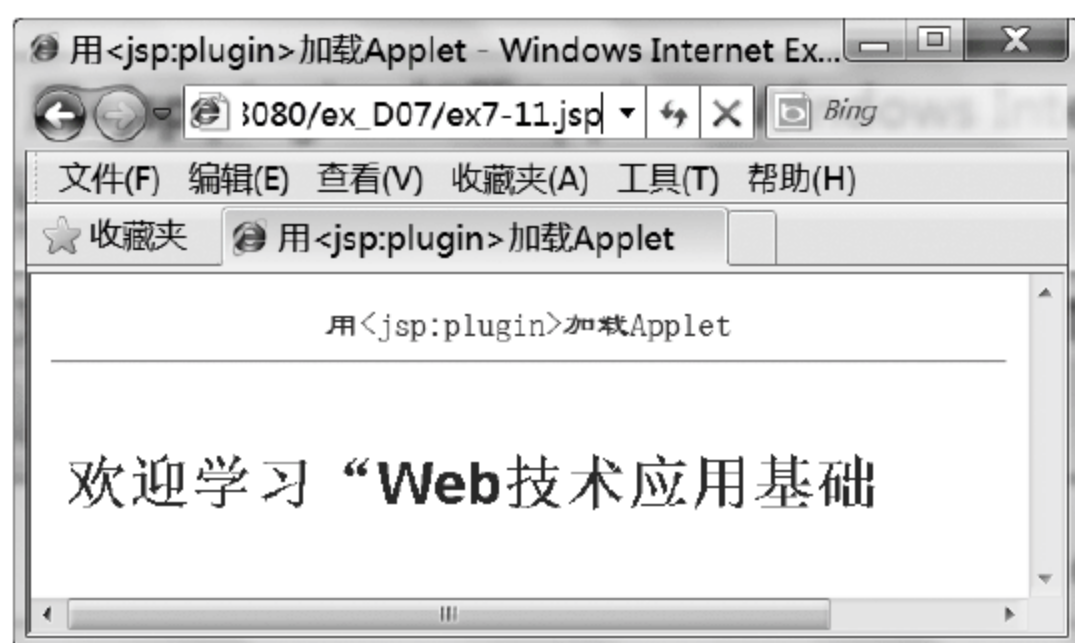 用<jsp:plugin>加载Applet - Windows Internet Ex...
:8080/ex_D07/ex7-11.jsp
Bing
文件(F) 编辑(E) 查看(V) 收藏夹(A) 工具(T) 帮助(H)
收藏夹 用<jsp:plugin>加载Applet
用<jsp:plugin>加载Applet
欢迎学习“Web技术应用基础